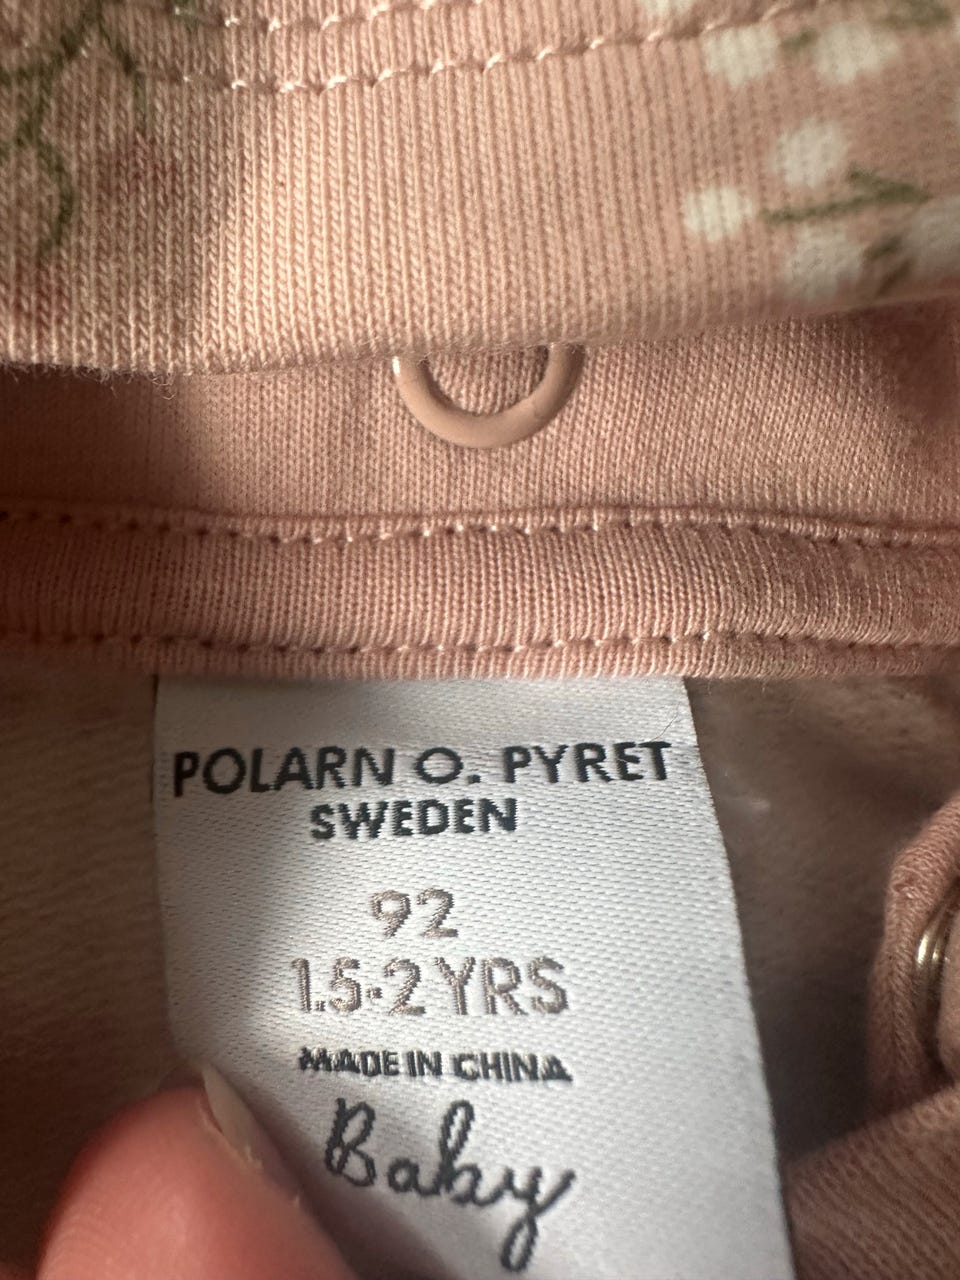 POLARN O. PYRET
SWEDEN
92
1.5-2 YRS
MADE IN CHINA
Baby